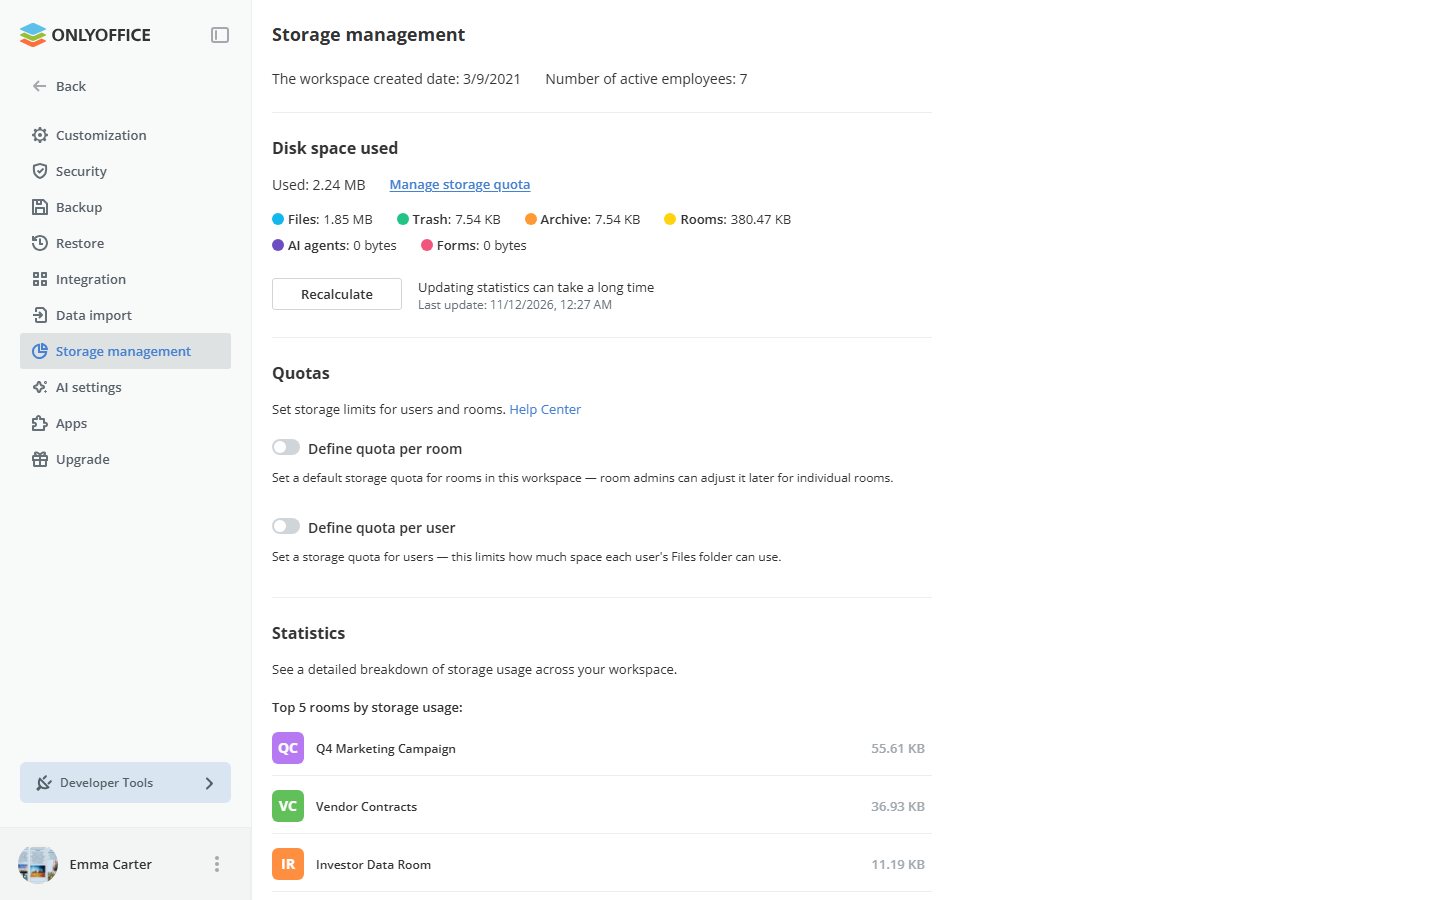 ONLYOFFICE
Back
Customization
Security
Backup
Restore
Integration
Data import
Storage management
AI settings
Apps
Upgrade
Developer Tools
Emma Carter
Storage management
The workspace created date: 3/9/2021 Number of active employees: 7
Disk space used
Used: 2.24 MB Manage storage quota
Files: 1.85 MB Trash: 7.54 KB Archive: 7.54 KB Rooms: 380.47 KB
AI agents: 0 bytes Forms: 0 bytes
Recalculate
Updating statistics can take a long time
Last update: 11/12/2026, 12:27 AM
Quotas
Set storage limits for users and rooms. Help Center
Define quota per room
Set a default storage quota for rooms in this workspace — room admins can adjust it later for individual rooms.
Define quota per user
Set a storage quota for users — this limits how much space each user's Files folder can use.
Statistics
See a detailed breakdown of storage usage across your workspace.
Top 5 rooms by storage usage:
QC Q4 Marketing Campaign 55.61 KB
VC Vendor Contracts 36.93 KB
IR Investor Data Room 11.19 KB